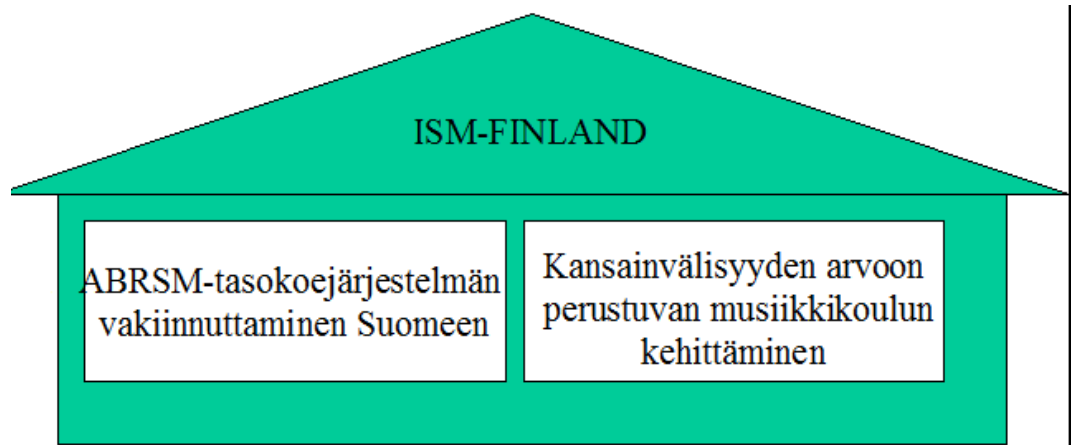 ISM-FINLAND
ABRSM-tasokoejärjestelmän
vakiinnuttaminen Suomeen
Kansainvälisyyden arvoon
perustuvan musiikkikoulun
kehittäminen